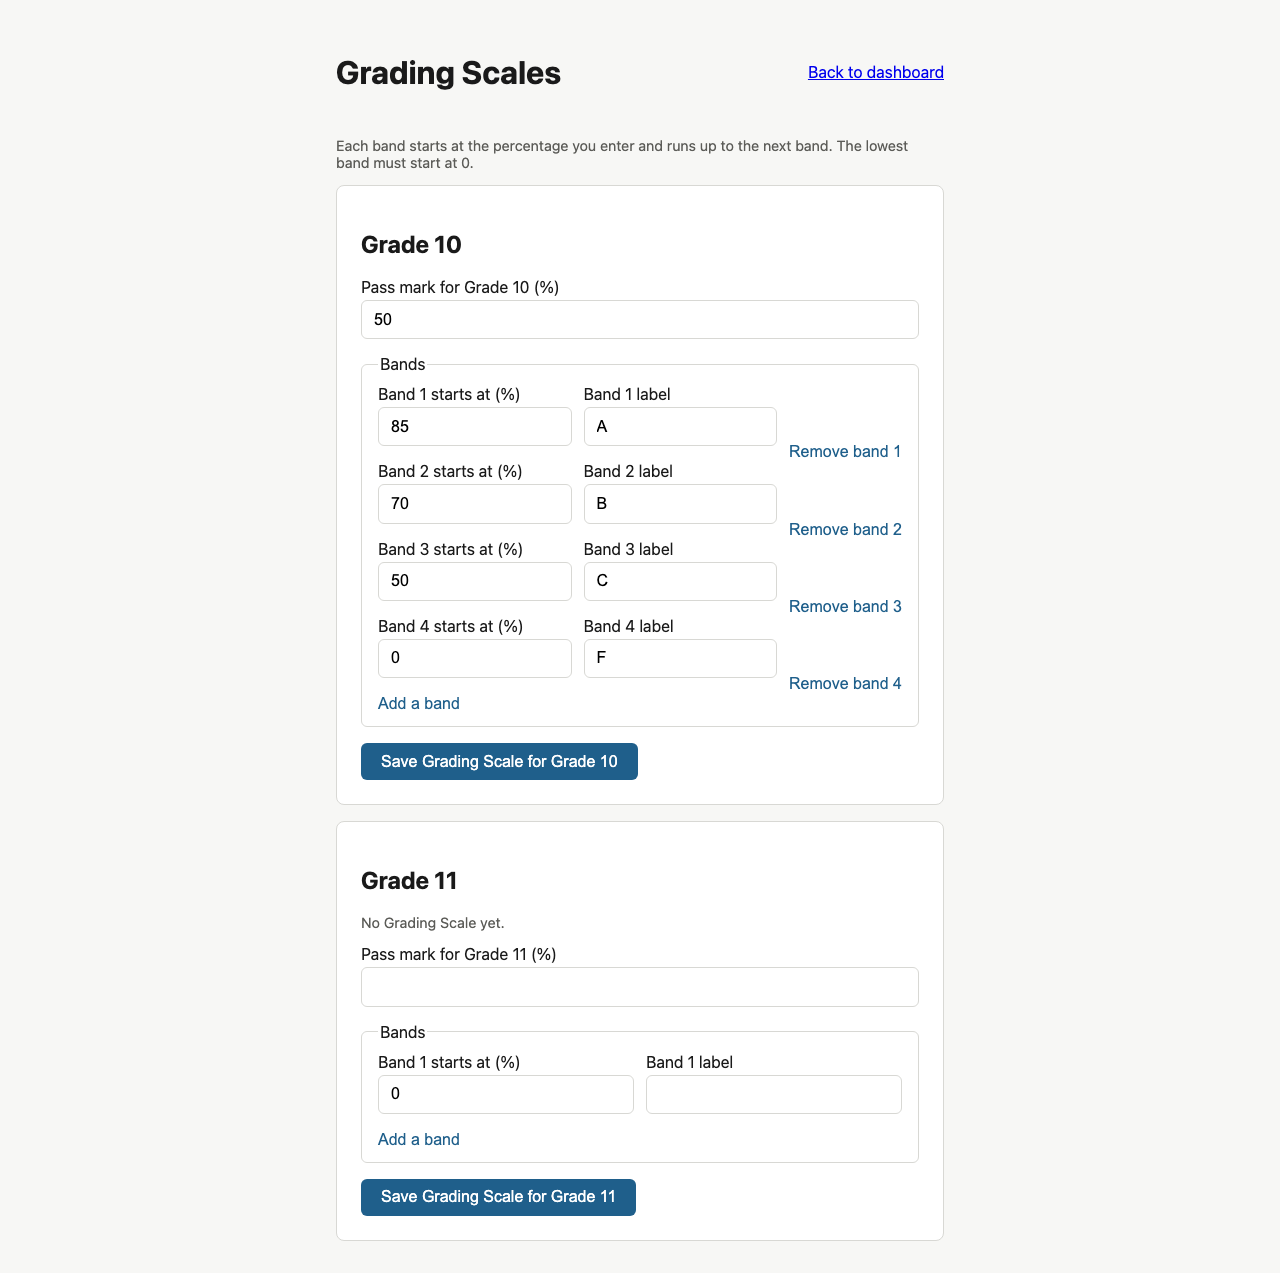 Grading Scales
Back to dashboard
Each band starts at the percentage you enter and runs up to the next band. The lowest
band must start at 0.
Grade 10
Pass mark for Grade 10 (%)
50
Bands
Band 1 starts at (%)
Band 1 label
85
A
Remove band 1
Band 2 starts at (%)
Band 2 label
70
B
Remove band 2
Band 3 starts at (%)
Band 3 label
50
C
Remove band 3
Band 4 starts at (%)
Band 4 label
0
F
Remove band 4
Add a band
Save Grading Scale for Grade 10
Grade 11
No Grading Scale yet.
Pass mark for Grade 11 (%)
Bands
Band 1 starts at (%)
Band 1 label
0
Add a band
Save Grading Scale for Grade 11